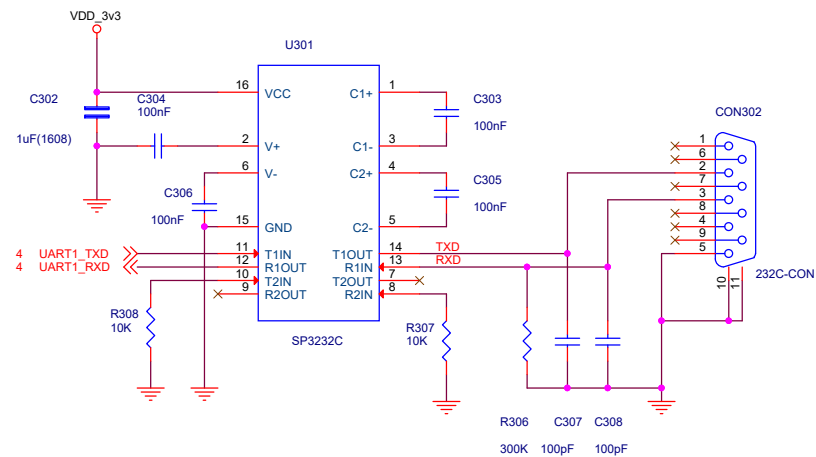 VDD_3v3
U301
C302
1uF(1608)
C304
100nF
C306
100nF
16 VCC
2 V+
6 V-
15 GND
11 T1IN
12 R1OUT
10 T2IN
9 R2OUT
C1+ 1
C1- 3
C2+ 4
C2- 5
T1OUT 14
R1IN 13
T2OUT 7
R2IN 8
SP3232C
C303
100nF
C305
100nF
TXD
RXD
4 UART1_TXD
4 UART1_RXD
R308
10K
R307
10K
CON302
1
6
2
7
3
8
4
9
5
10
11
232C-CON
R306 C307 C308
300K 100pF 100pF